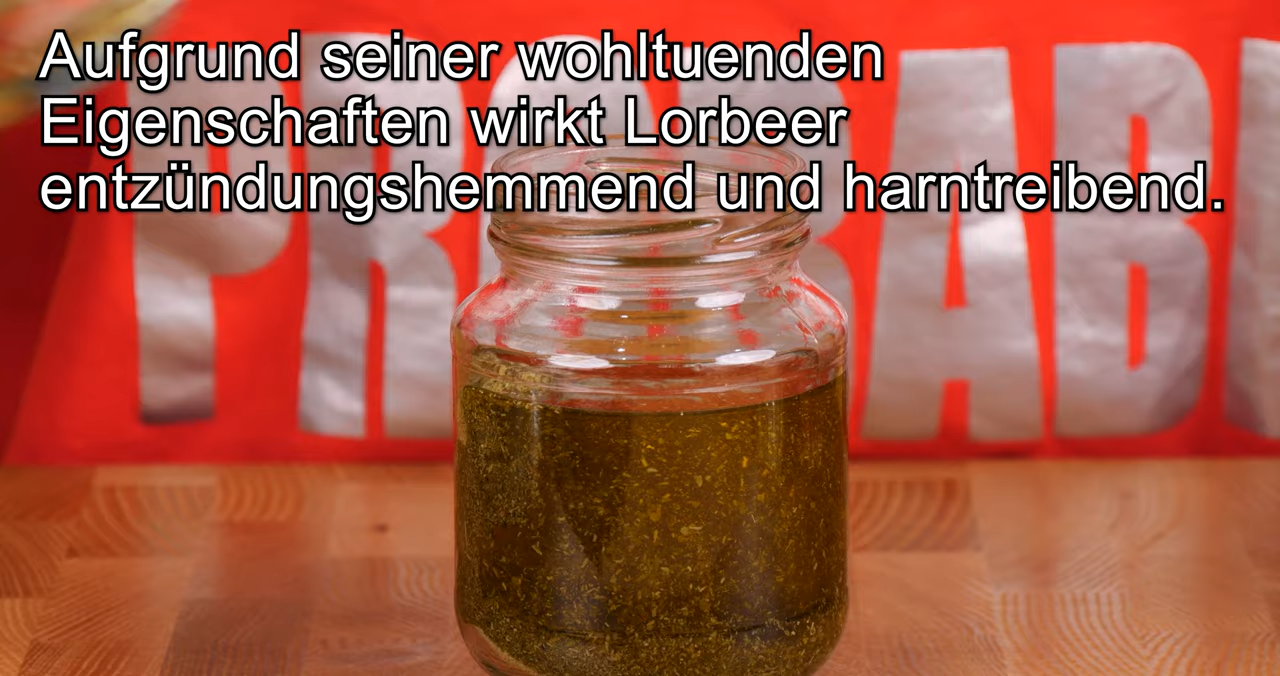 Aufgrund seiner wohltuenden
Eigenschaften wirkt Lorbeer
entzündungshemmend und harntreibend.